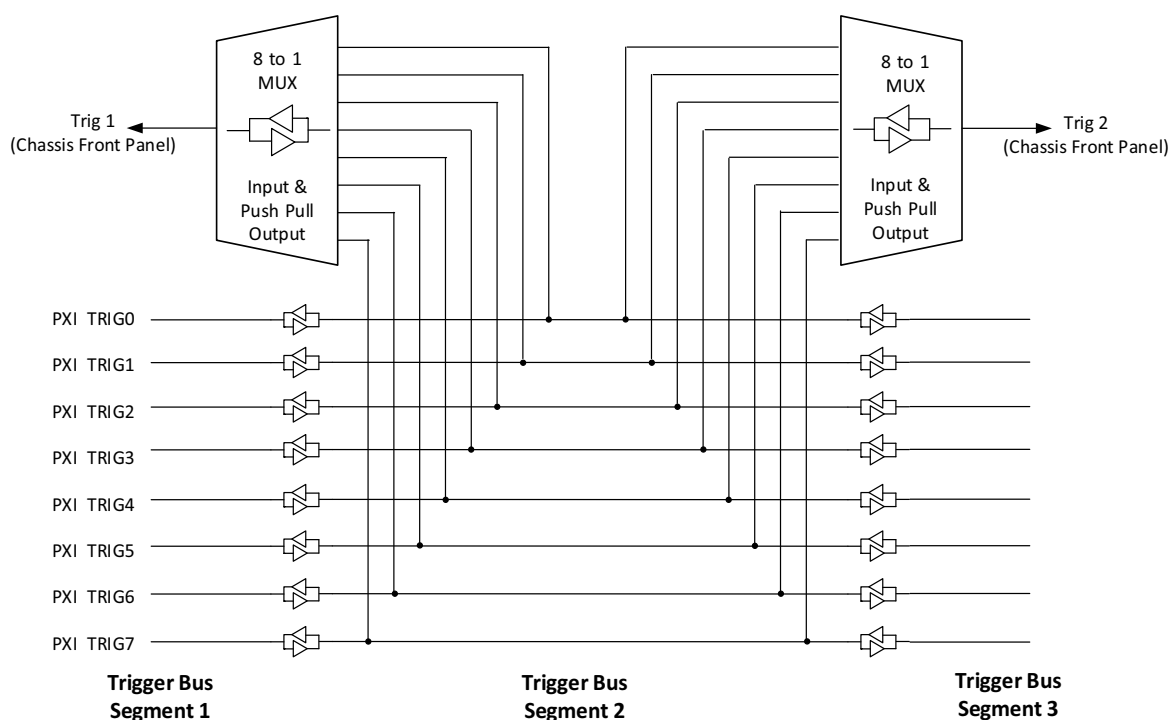 8 to 1
MUX
Input &
Push Pull
Output
Trig 1
(Chassis Front Panel)
8 to 1
MUX
Input &
Push Pull
Output
Trig 2
(Chassis Front Panel)
PXI TRIG0
PXI TRIG1
PXI TRIG2
PXI TRIG3
PXI TRIG4
PXI TRIG5
PXI TRIG6
PXI TRIG7
Trigger Bus
Segment 1
Trigger Bus
Segment 2
Trigger Bus
Segment 3